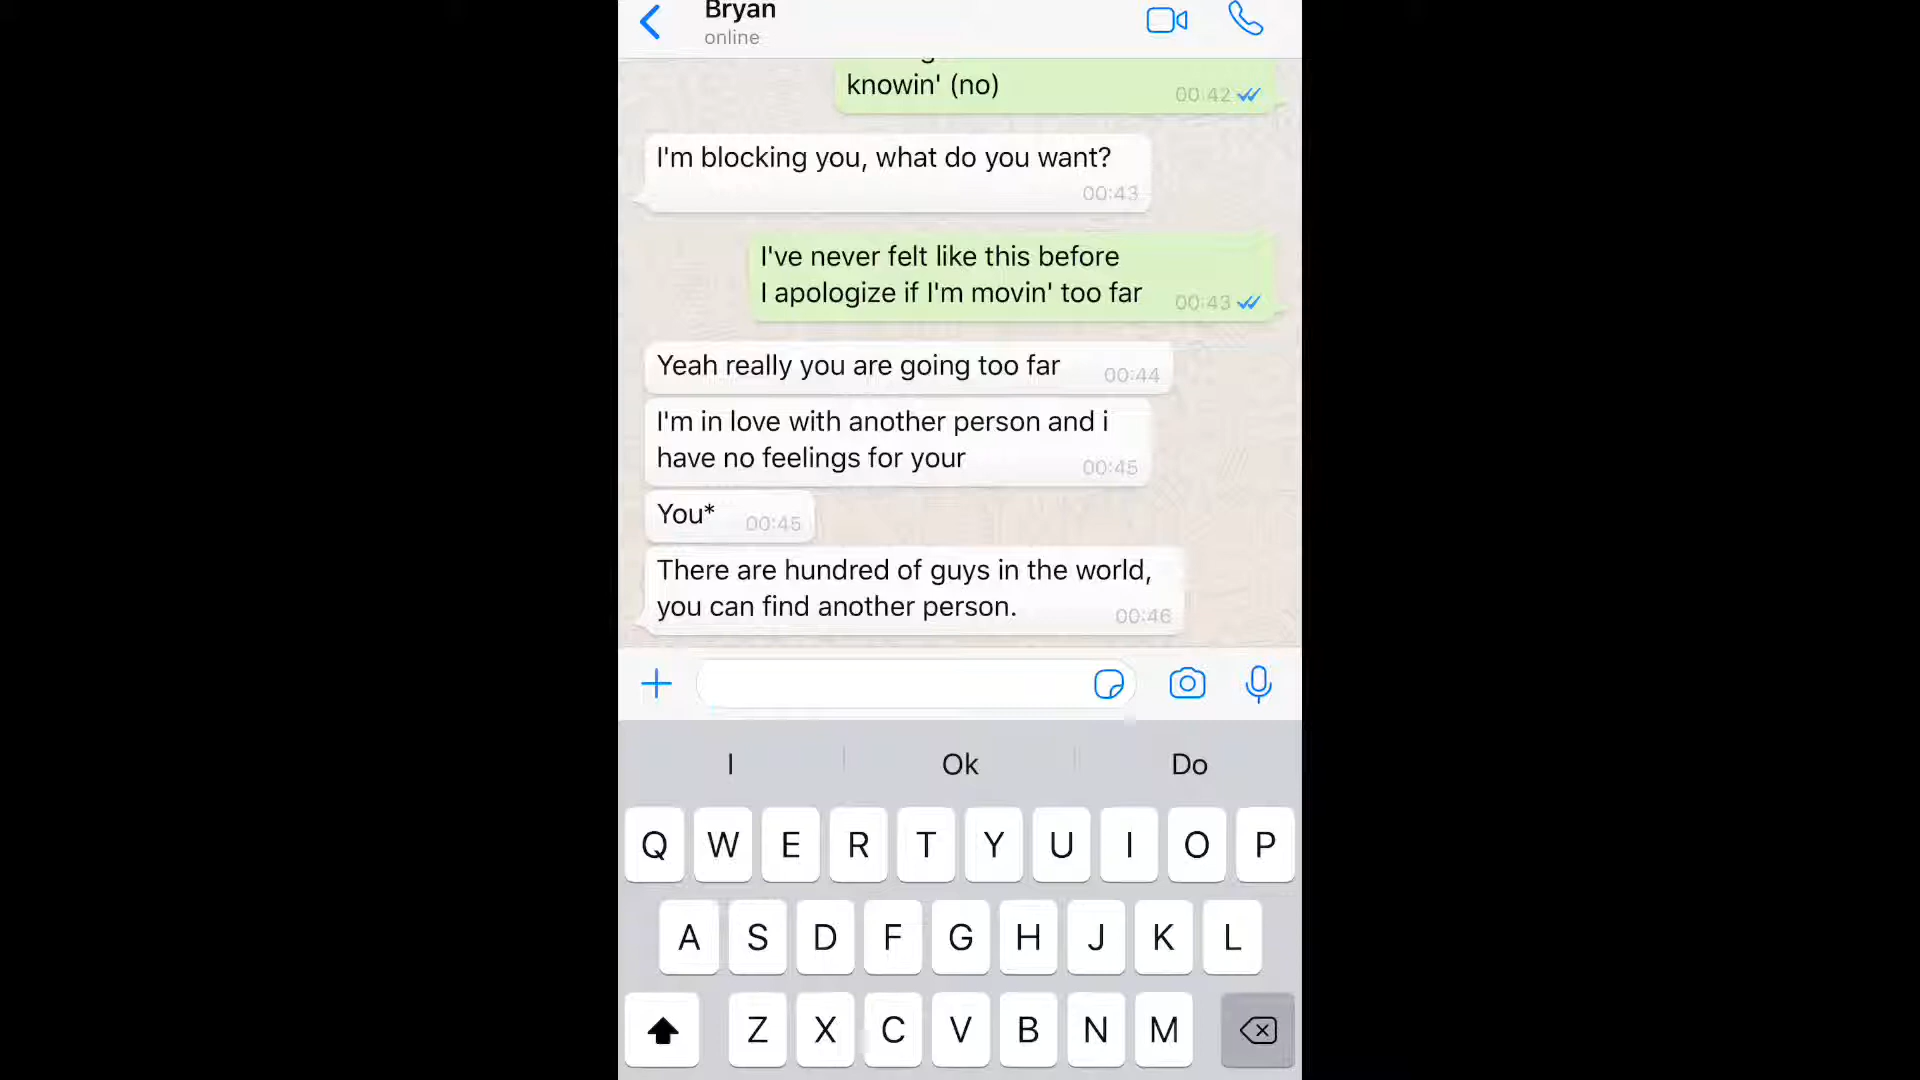 Bryan
online
knowin' (no)
00:42
I'm blocking you, what do you want?
00:43
I've never felt like this before
I apologize if I'm movin' too far
00:43
Yeah really you are going too far
00:44
I'm in love with another person and i
have no feelings for your
00:45
You*
00:45
There are hundred of guys in the world,
you can find another person.
00:46
I Ok Do
Q W E R T Y U I O P
A S D F G H J K L
Z X C V B N M